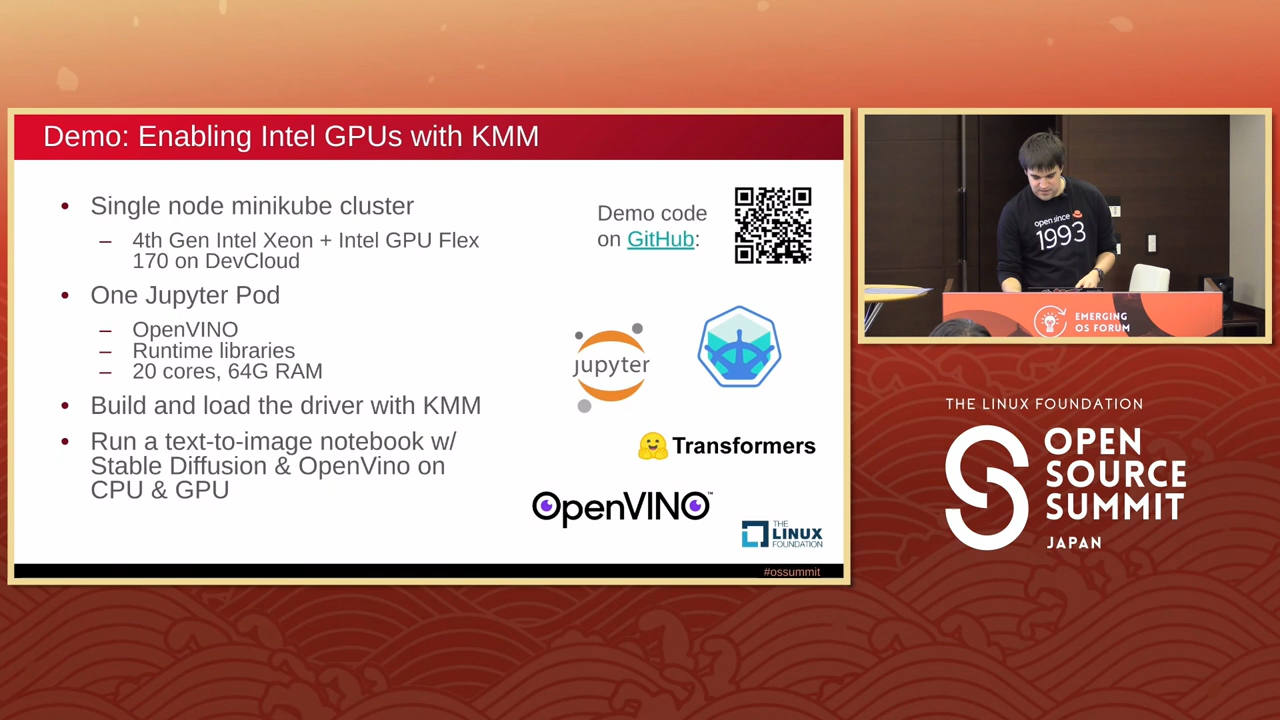 Demo: Enabling Intel GPUs with KMM
• Single node minikube cluster
– 4th Gen Intel Xeon + Intel GPU Flex
170 on DevCloud
• One Jupyter Pod
– OpenVINO
– Runtime libraries
– 20 cores, 64G RAM
• Build and load the driver with KMM
• Run a text-to-image notebook w/
Stable Diffusion & OpenVino on
CPU & GPU
Demo code
on GitHub:
jupyter
Transformers
OpenVINO™
THE
LINUX
FOUNDATION
#ossummit
open since
1993
EMERGING
OS FORUM
THE LINUX FOUNDATION
OPEN
SOURCE
SUMMIT
JAPAN